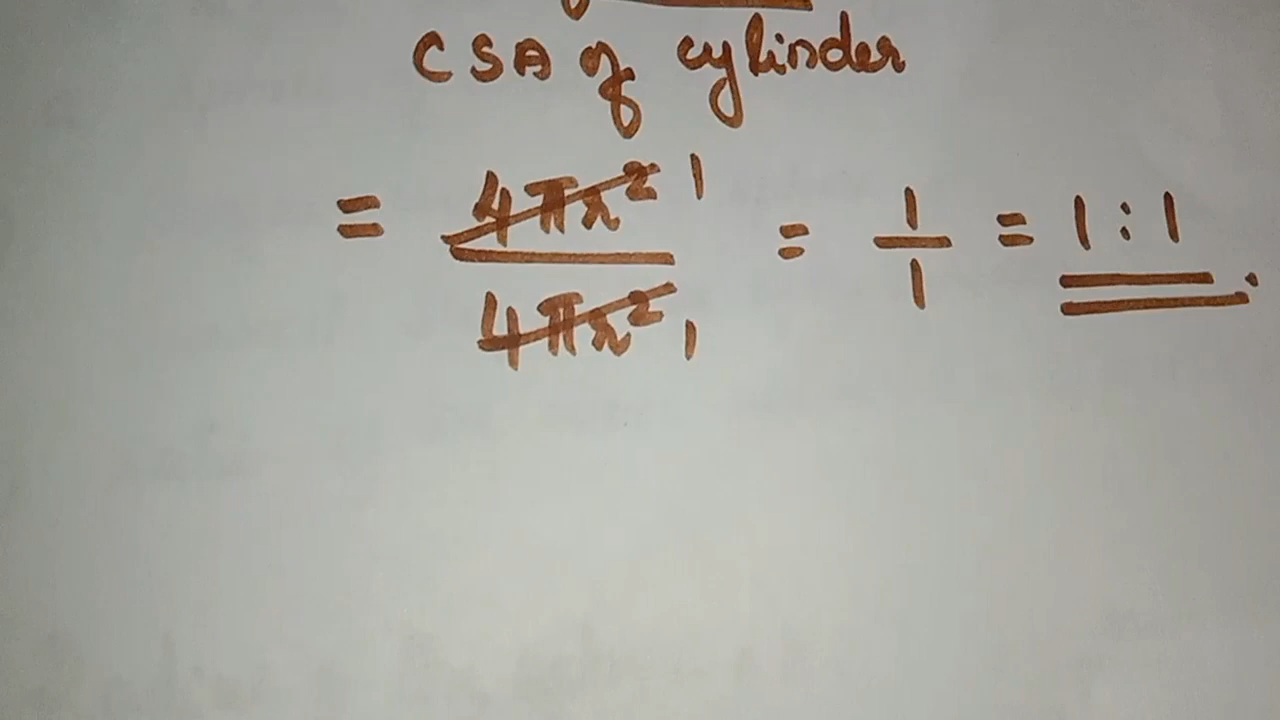 CSA of cylinder
= 4πr² 1 / 4πr² 1 = 1/1 = 1:1.